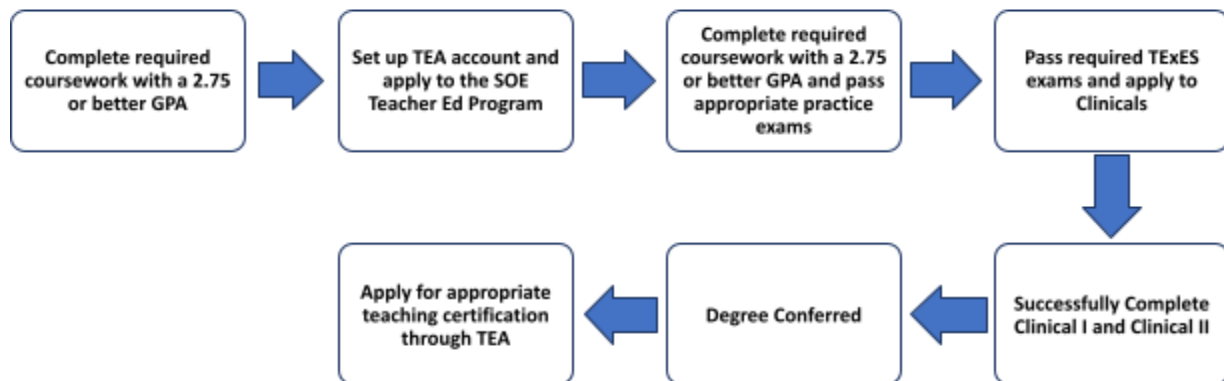 Complete required
coursework with a 2.75
or better GPA
Set up TEA account and
apply to the SOE
Teacher Ed Program
Complete required
coursework with a 2.75
or better GPA and pass
appropriate practice
exams
Pass required TExES
exams and apply to
Clinicals
Successfully Complete
Clinical I and Clinical II
Degree Conferred
Apply for appropriate
teaching certification
through TEA